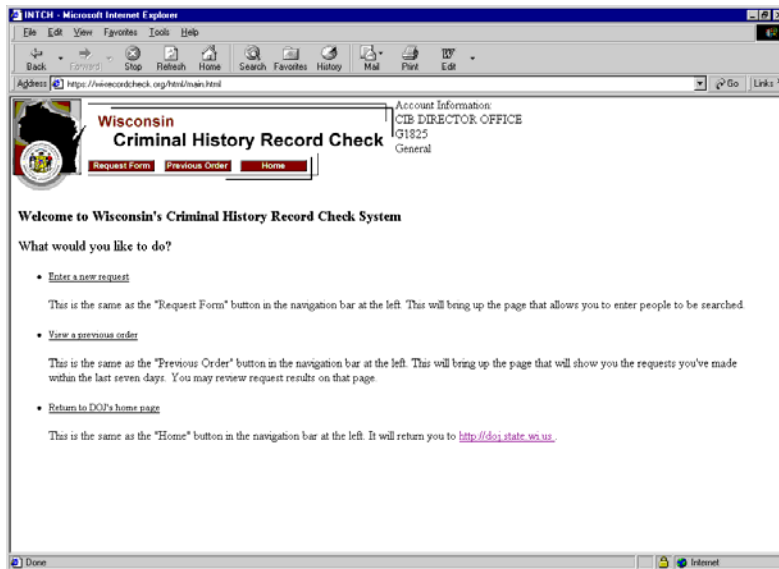 INTCH - Microsoft Internet Explorer
File Edit View Favorites Tools Help
Back Forward Stop Refresh Home Search Favorites History Mail Print Edit
Address https://wirecordcheck.org/html/main.html Go Links
Account Information:
CIB DIRECTOR OFFICE
G1825
General
Wisconsin
Criminal History Record Check
Request Form Previous Order Home
Welcome to Wisconsin's Criminal History Record Check System
What would you like to do?
• Enter a new request
This is the same as the "Request Form" button in the navigation bar at the left. This will bring up the page that allows you to enter people to be searched.
• View a previous order
This is the same as the "Previous Order" button in the navigation bar at the left. This will bring up the page that will show you the requests you've made
within the last seven days. You may review request results on that page.
• Return to DOJ's home page
This is the same as the "Home" button in the navigation bar at the left. It will return you to http://doj.state.wi.us .
Done Internet